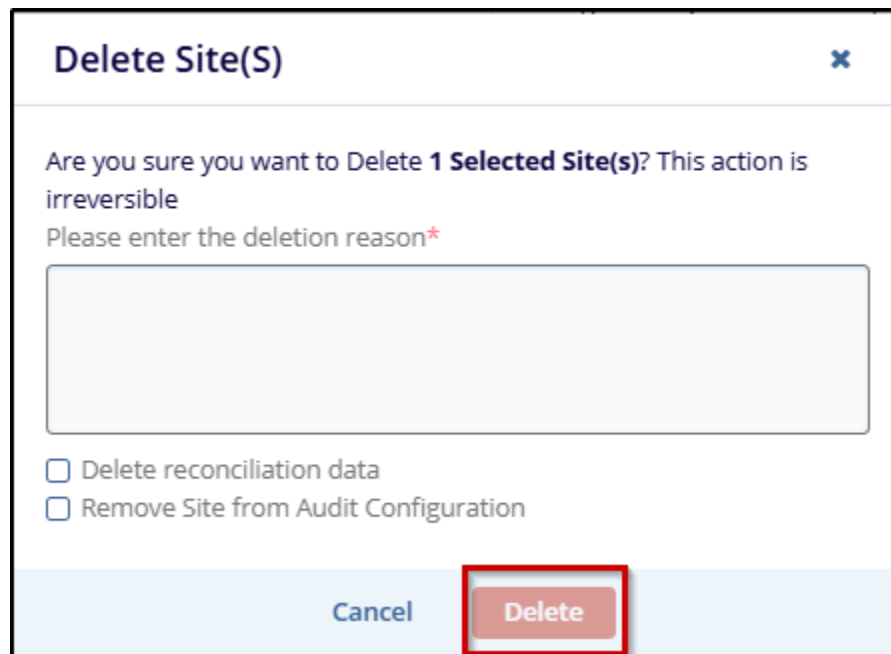 Delete Site(S)
Are you sure you want to Delete 1 Selected Site(s)? This action is
irreversible
Please enter the deletion reason*
Delete reconciliation data
Remove Site from Audit Configuration
Cancel Delete